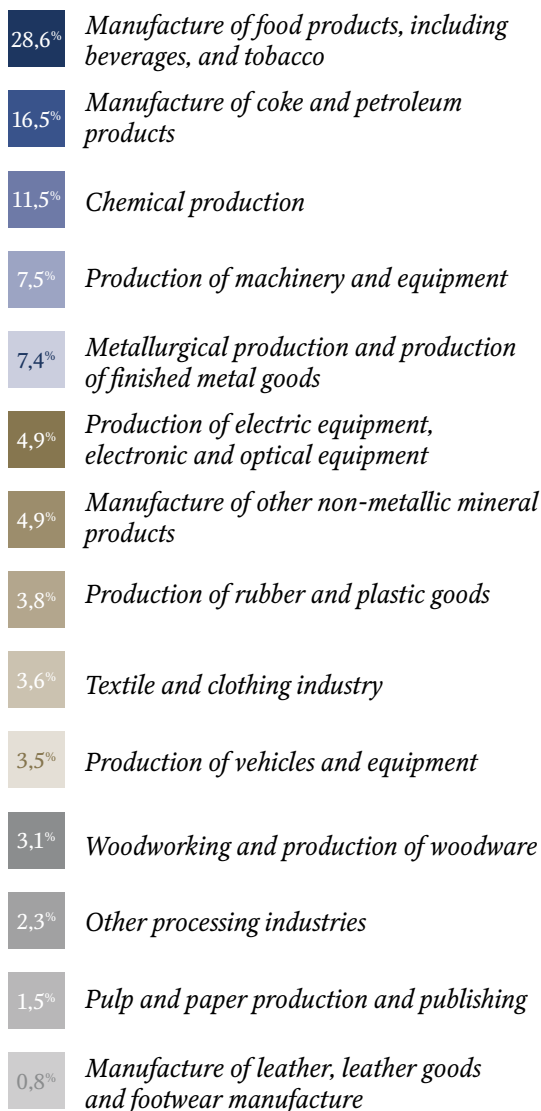 28,6%
Manufacture of food products, including
beverages, and tobacco
16,5%
Manufacture of coke and petroleum
products
11,5%
Chemical production
7,5%
Production of machinery and equipment
7,4%
Metallurgical production and production
of finished metal goods
4,9%
Production of electric equipment,
electronic and optical equipment
4,9%
Manufacture of other non-metallic mineral
products
3,8%
Production of rubber and plastic goods
3,6%
Textile and clothing industry
3,5%
Production of vehicles and equipment
3,1%
Woodworking and production of woodware
2,3%
Other processing industries
1,5%
Pulp and paper production and publishing
0,8%
Manufacture of leather, leather goods
and footwear manufacture